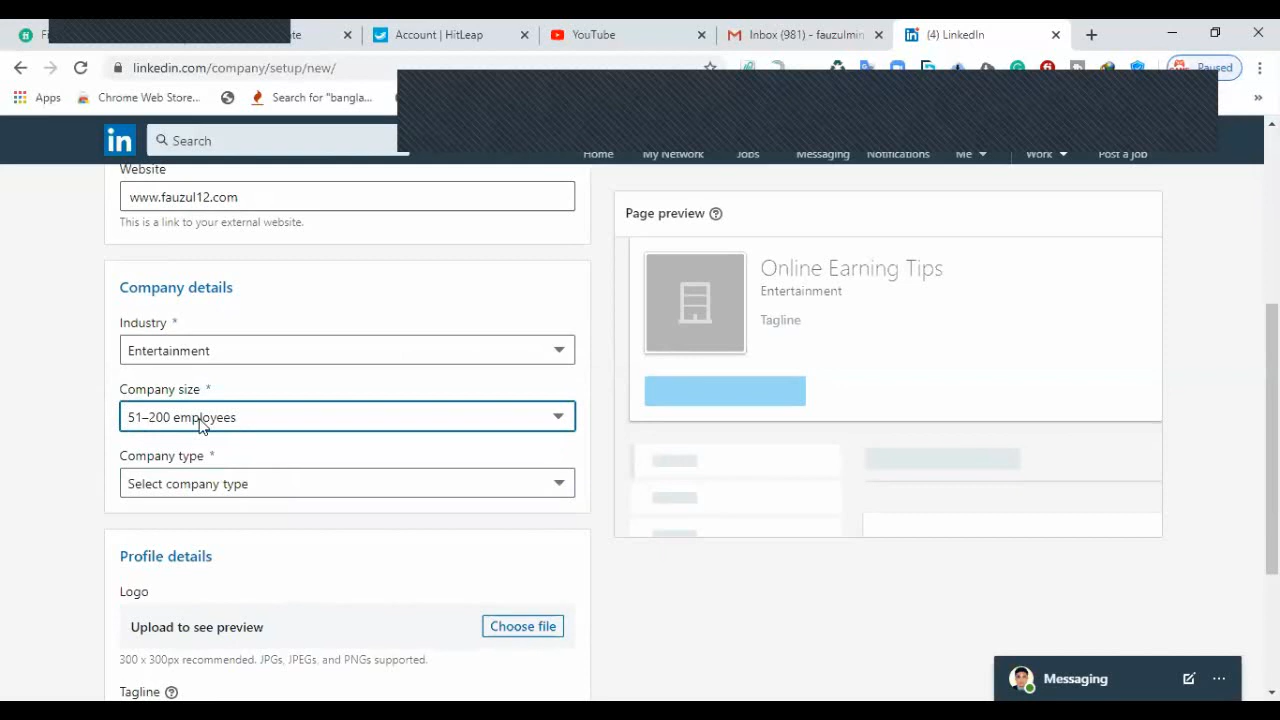 te
Account | HitLeap
YouTube
Inbox (981) - fauzulmin
(4) LinkedIn
linkedin.com/company/setup/new/
Paused
Apps
Chrome Web Store...
Search for "bangla...
in
Search
Home
My Network
Jobs
Messaging
Notifications
Me
Work
Post a Job
Website
www.fauzul12.com
This is a link to your external website.
Company details
Industry *
Entertainment
Company size *
51–200 employees
Company type *
Select company type
Profile details
Logo
Upload to see preview
Choose file
300 x 300px recommended. JPGs, JPEGs, and PNGs supported.
Tagline
Page preview
Online Earning Tips
Entertainment
Tagline
Messaging